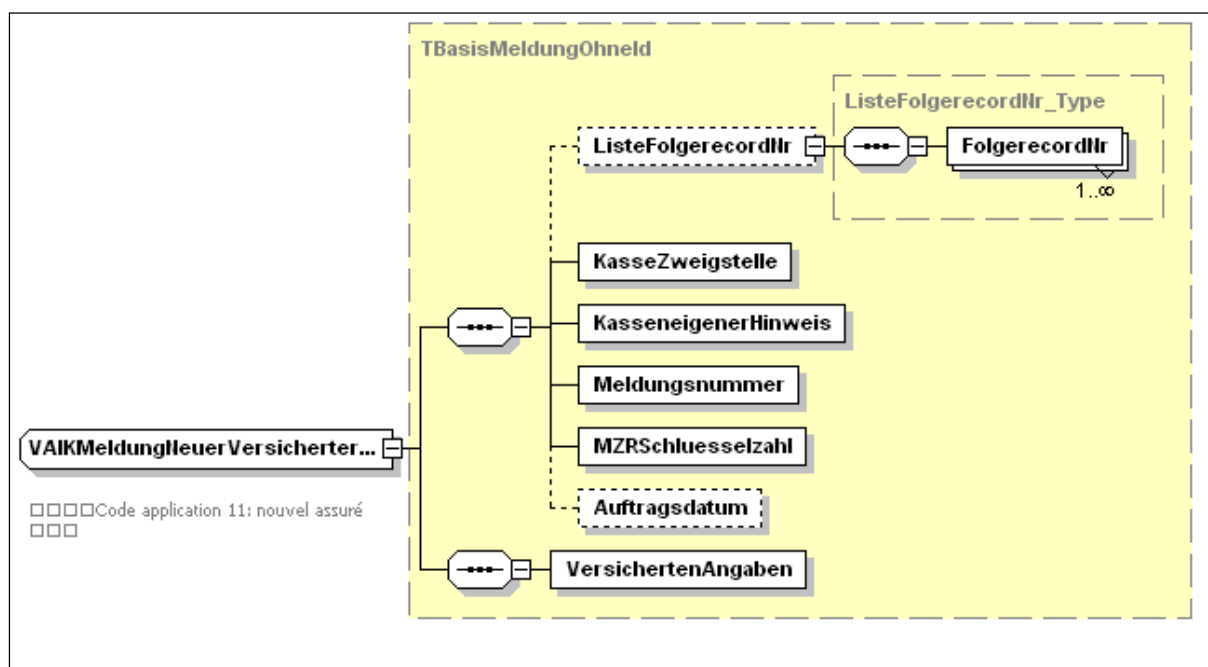 TBasisMeldungOhneId
ListeFolgerecordNr_Type
ListeFolgerecordNr
FolgerecordNr
1..∞
KasseZweigstelle
KasseneigenerHinweis
Meldungsnummer
VAIKMeldungNeuerVersicherter...
MZRSchluesselzahl
□□□□Code application 11: nouvel assuré
□□□
Auftragsdatum
VersichertenAngaben